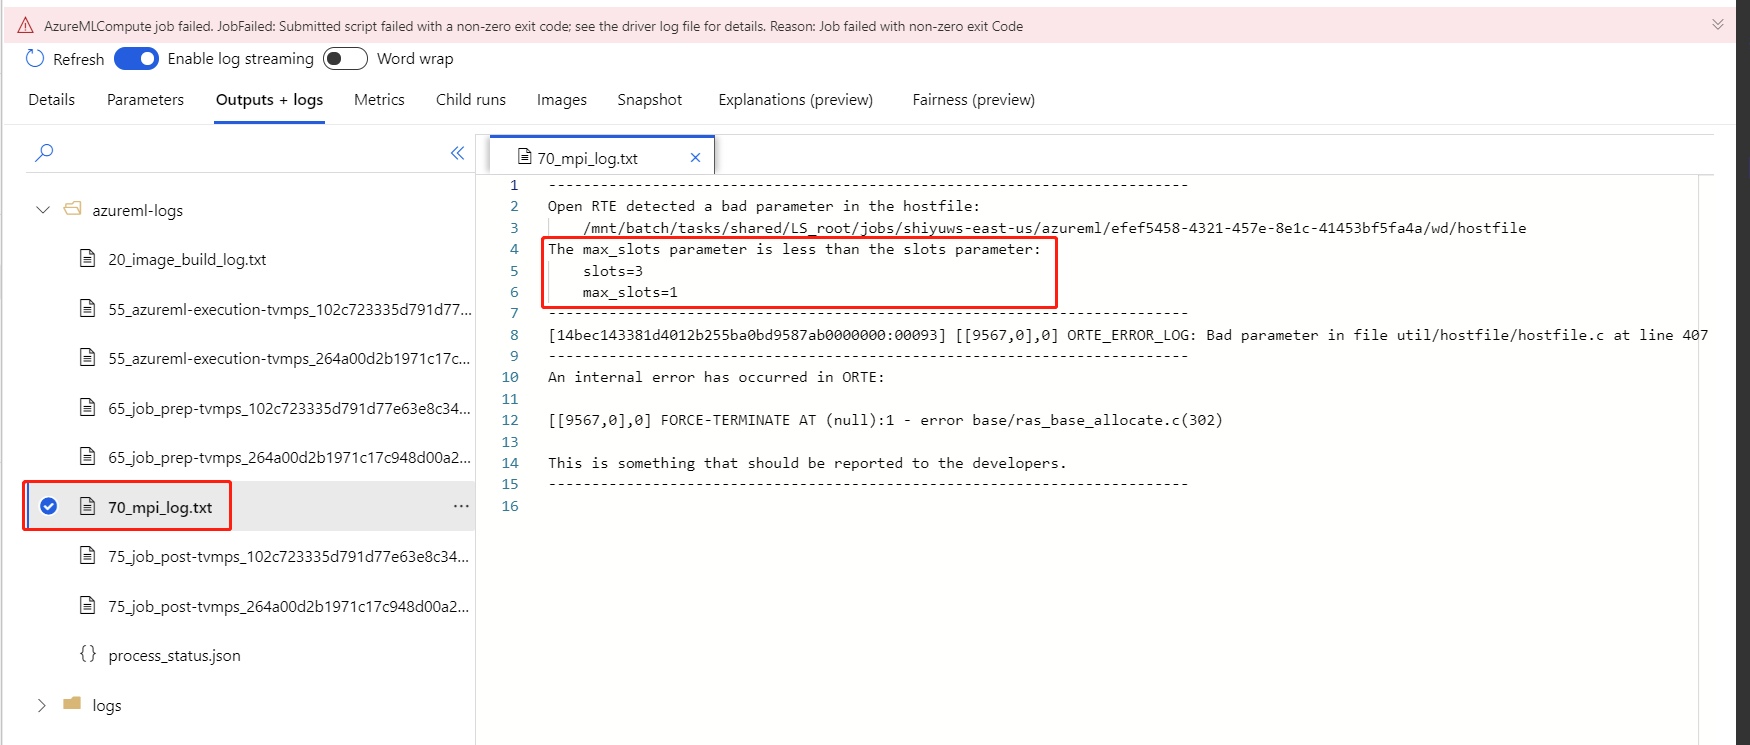 AzureMLCompute job failed. JobFailed: Submitted script failed with a non-zero exit code; see the driver log file for details. Reason: Job failed with non-zero exit Code
Refresh Enable log streaming Word wrap
Details Parameters Outputs + logs Metrics Child runs Images Snapshot Explanations (preview) Fairness (preview)
azureml-logs
20_image_build_log.txt
55_azureml-execution-tvmps_102c723335d791d77...
55_azureml-execution-tvmps_264a00d2b1971c17c...
65_job_prep-tvmps_102c723335d791d77e63e8c34...
65_job_prep-tvmps_264a00d2b1971c17c948d00a2...
70_mpi_log.txt ...
75_job_post-tvmps_102c723335d791d77e63e8c34...
75_job_post-tvmps_264a00d2b1971c17c948d00a2...
{} process_status.json
logs
70_mpi_log.txt
1 --------------------------------------------------------------------------
2 Open RTE detected a bad parameter in the hostfile:
3 /mnt/batch/tasks/shared/LS_root/jobs/shiyuws-east-us/azureml/efef5458-4321-457e-8e1c-41453bf5fa4a/wd/hostfile
4 The max_slots parameter is less than the slots parameter:
5 slots=3
6 max_slots=1
7 --------------------------------------------------------------------------
8 [14bec143381d4012b255ba0bd9587ab0000000:00093] [[9567,0],0] ORTE_ERROR_LOG: Bad parameter in file util/hostfile/hostfile.c at line 407
9 --------------------------------------------------------------------------
10 An internal error has occurred in ORTE:
11
12 [[9567,0],0] FORCE-TERMINATE AT (null):1 - error base/ras_base_allocate.c(302)
13
14 This is something that should be reported to the developers.
15 --------------------------------------------------------------------------
16